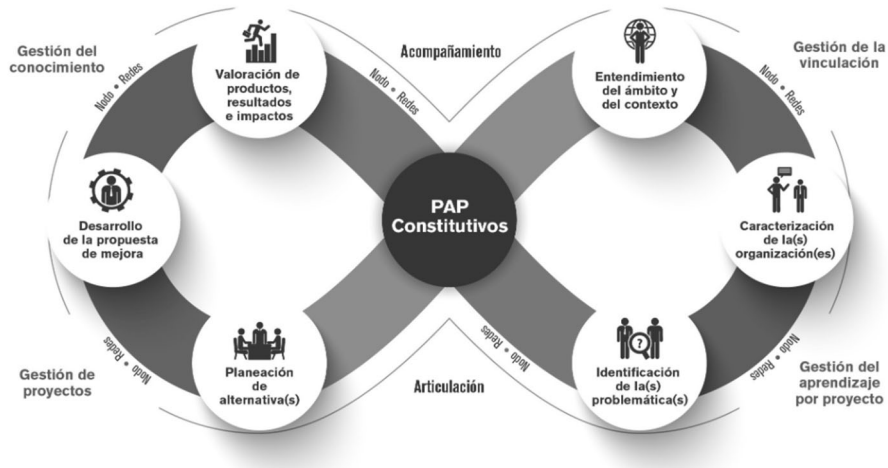 Gestión del
conocimiento
Nodo • Redes
Valoración de
productos,
resultados
e impactos
Nodo • Redes
Acompañamiento
Entendimiento
del ámbito y
del contexto
Nodo • Redes
Gestión de la
vinculación
Desarrollo
de la propuesta
de mejora
PAP
Constitutivos
Caracterización
de la(s)
organización(es)
Gestión de
proyectos
Nodo • Redes
Planeación
de
alternativa(s)
Articulación
Nodo • Redes
Identificación
de la(s)
problemática(s)
?
Nodo • Redes
Gestión del
aprendizaje
por proyecto